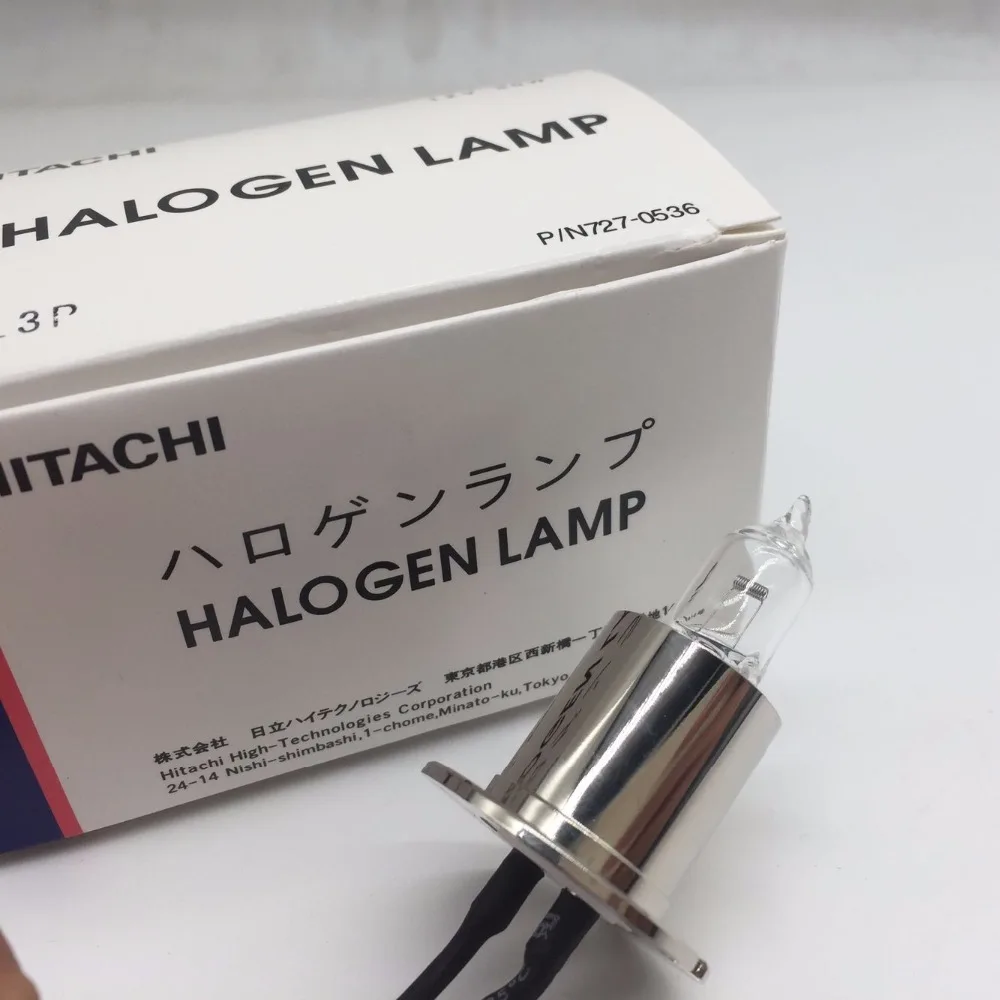 HITACHI
HALOGEN LAMP
P/N727-0536
3P
HITACHI
ハロゲンランプ
HALOGEN LAMP
株式会社 日立ハイテクノロジーズ 東京都港区西新橋一丁
Hitachi High-Technologies Corporation
24-14 Nishi-shimbashi,1-chome,Minato-ku,Tokyo